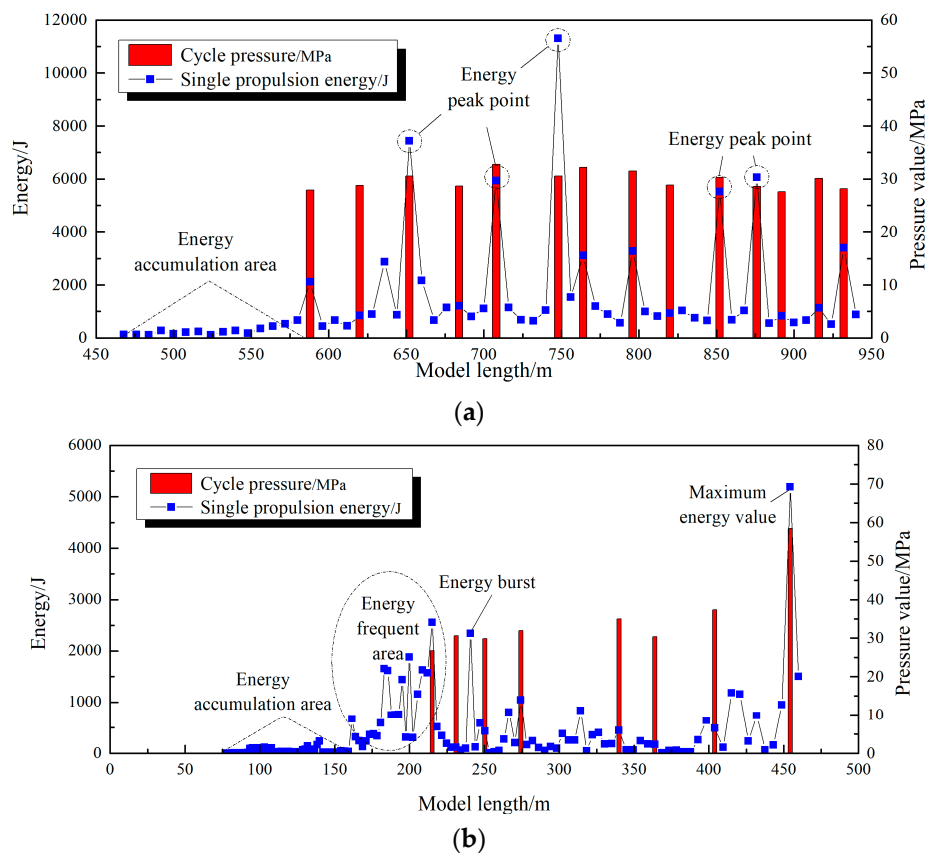 12000
10000
8000
6000
4000
2000
0
Energy/J
60
50
40
30
20
10
0
Pressure value/MPa
Cycle pressure/MPa
Single propulsion energy/J
Energy
peak point
Energy peak point
Energy
accumulation area
450 500 550 600 650 700 750 800 850 900 950
Model length/m
(a)
6000
5000
4000
3000
2000
1000
0
Energy/J
80
70
60
50
40
30
20
10
0
Pressure value/MPa
Cycle pressure/MPa
Single propulsion energy/J
Maximum
energy value
Energy burst
Energy
frequent
area
Energy
accumulation area
0 50 100 150 200 250 300 350 400 450 500
Model length/m
(b)